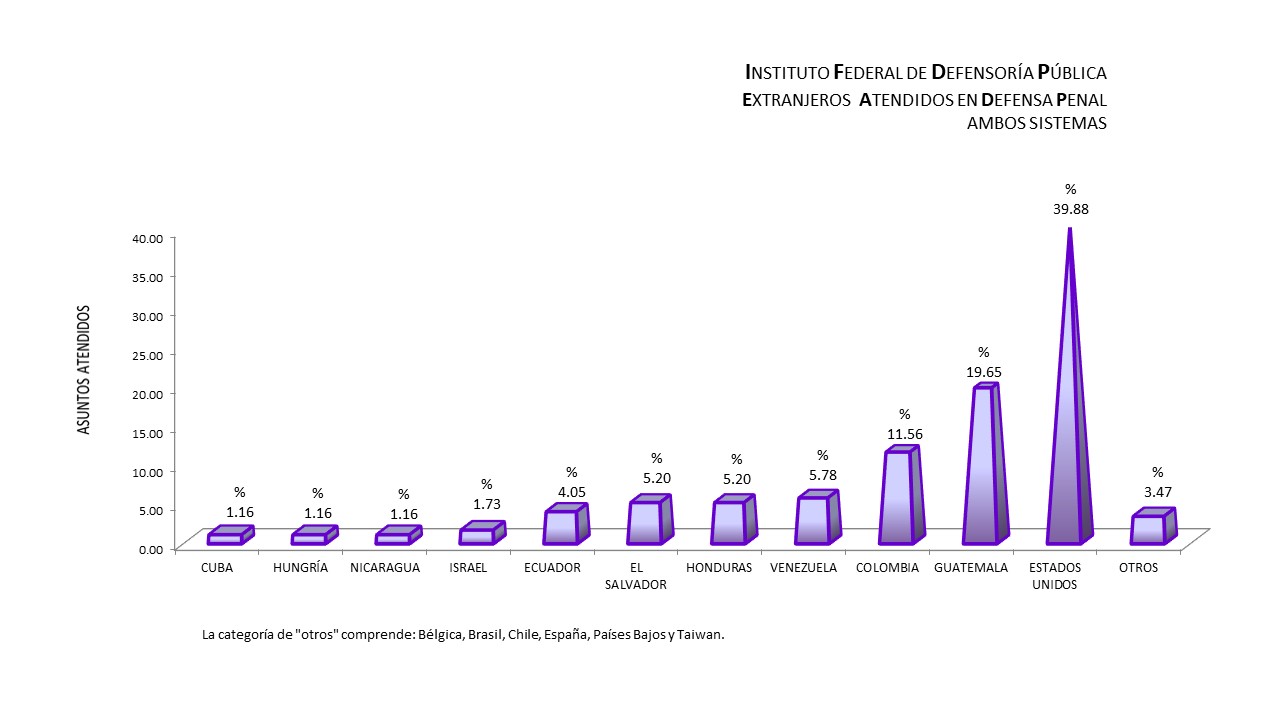 INSTITUTO FEDERAL DE DEFENSORÍA PÚBLICA
EXTRANJEROS ATENDIDOS EN DEFENSA PENAL
AMBOS SISTEMAS
ASUNTOS ATENDIDOS
40.00
35.00
30.00
25.00
20.00
15.00
10.00
5.00
0.00
%
1.16
%
1.16
%
1.16
%
1.73
%
4.05
%
5.20
%
5.20
%
5.78
%
11.56
%
19.65
%
39.88
%
3.47
CUBA
HUNGRÍA
NICARAGUA
ISRAEL
ECUADOR
EL
SALVADOR
HONDURAS
VENEZUELA
COLOMBIA
GUATEMALA
ESTADOS
UNIDOS
OTROS
La categoría de "otros" comprende: Bélgica, Brasil, Chile, España, Países Bajos y Taiwan.